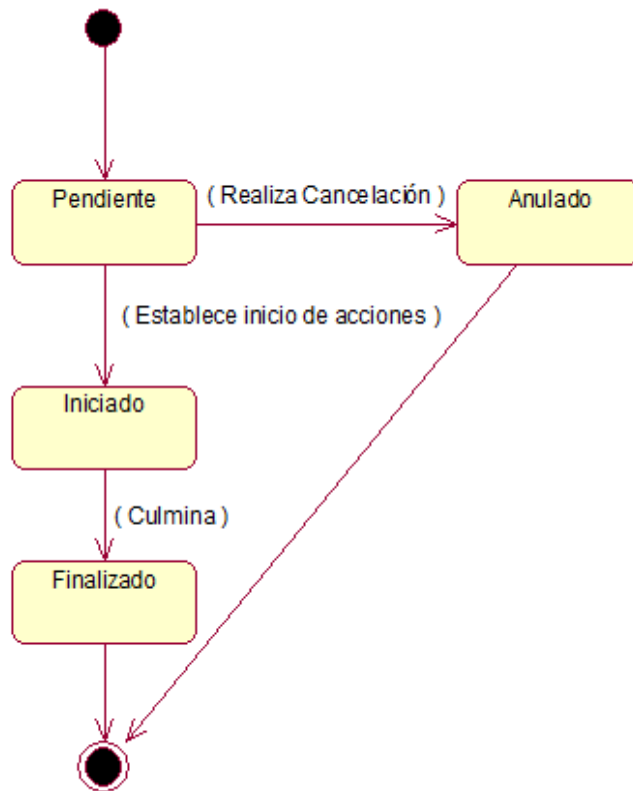 Pendiente
( Realiza Cancelación )
Anulado
( Establece inicio de acciones )
Iniciado
( Culmina )
Finalizado